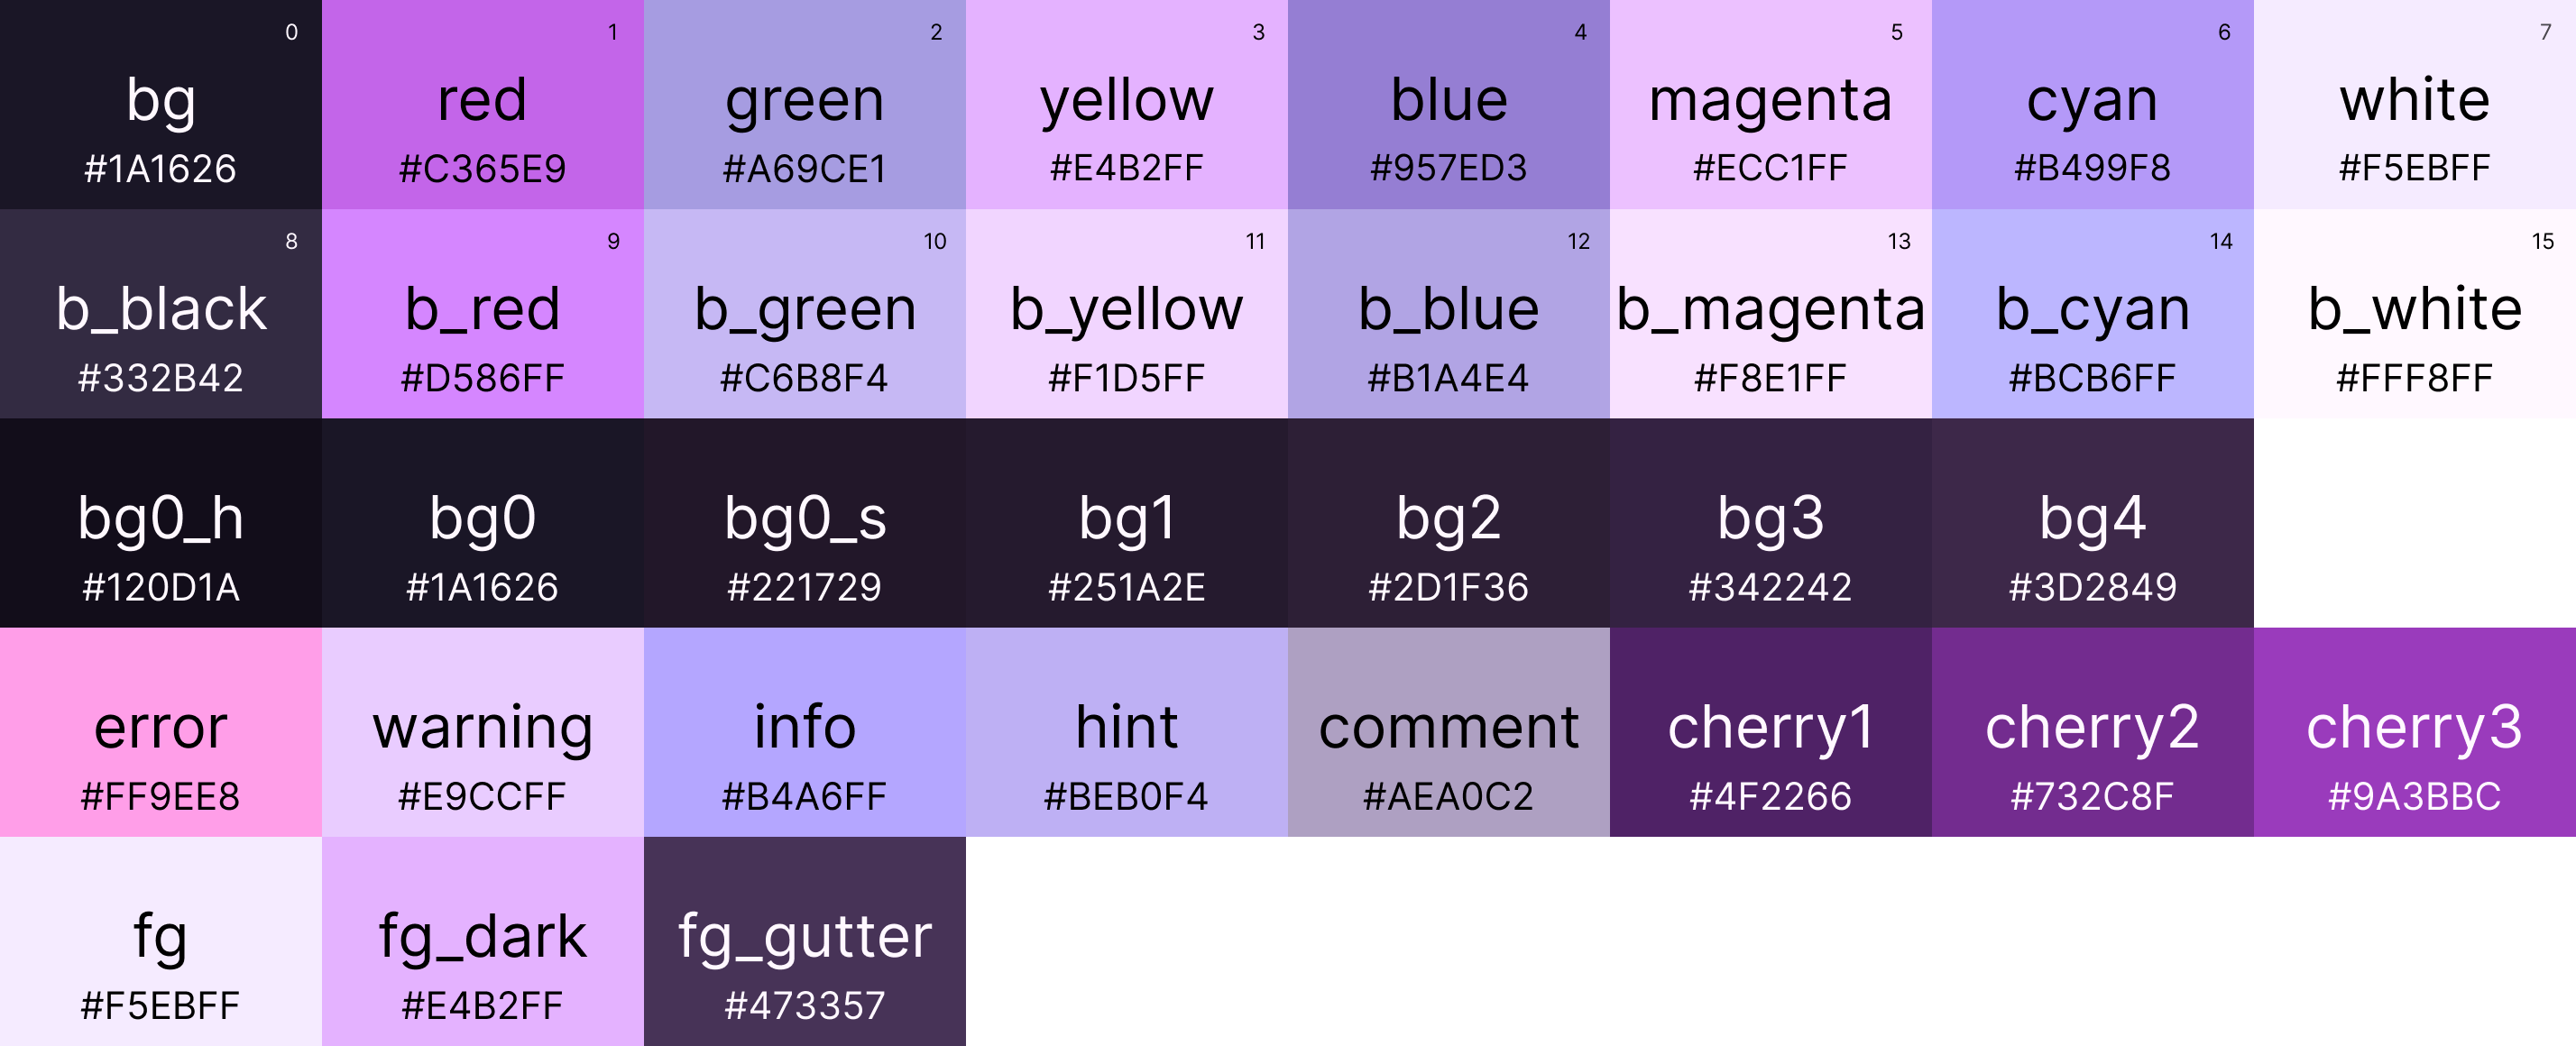 0 1 2 3 4 5 6 7
bg red green yellow blue magenta cyan white
#1A1626 #C365E9 #A69CE1 #E4B2FF #957ED3 #ECC1FF #B499F8 #F5EBFF
8 9 10 11 12 13 14 15
b_black b_red b_green b_yellow b_blue b_magenta b_cyan b_white
#332B42 #D586FF #C6B8F4 #F1D5FF #B1A4E4 #F8E1FF #BCB6FF #FFF8FF
bg0_h bg0 bg0_s bg1 bg2 bg3 bg4
#120D1A #1A1626 #221729 #251A2E #2D1F36 #342242 #3D2849
error warning info hint comment cherry1 cherry2 cherry3
#FF9EE8 #E9CCFF #B4A6FF #BEB0F4 #AEA0C2 #4F2266 #732C8F #9A3BBC
fg fg_dark fg_gutter
#F5EBFF #E4B2FF #473357